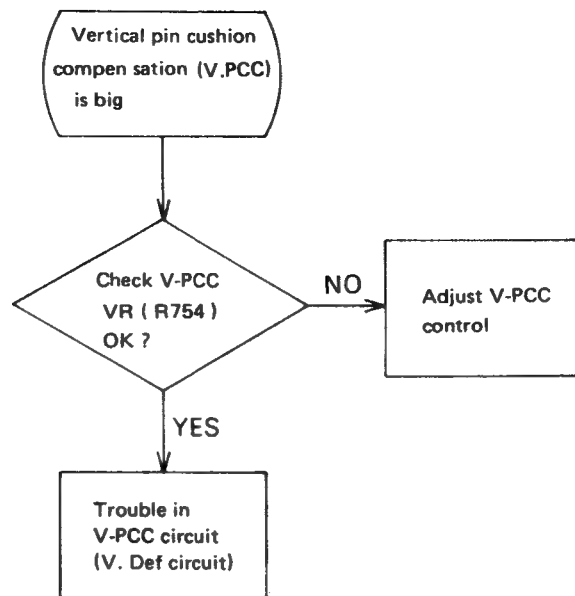 Vertical pin cushion
compen sation (V.PCC)
is big
Check V-PCC
VR ( R754 )
OK ?
NO
Adjust V-PCC
control
YES
Trouble in
V-PCC circuit
(V. Def circuit)